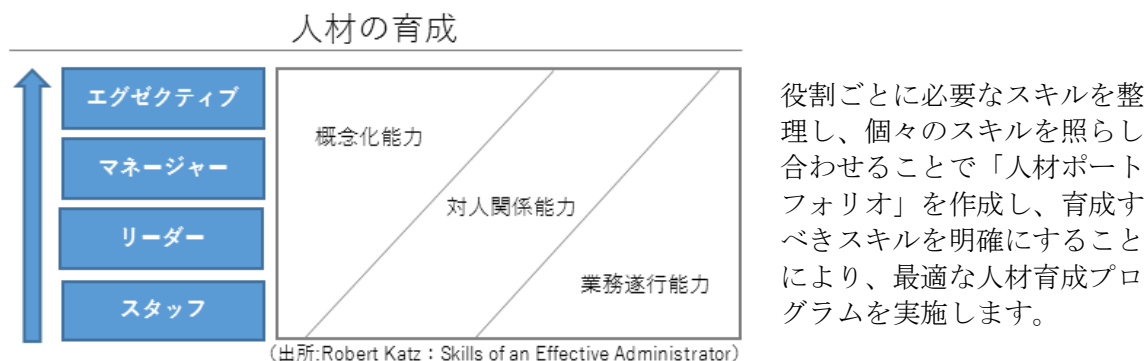 人材の育成
エグゼクティブ
マネージャー
リーダー
スタッフ
概念化能力
対人関係能力
業務遂行能力
(出所:Robert Katz：Skills of an Effective Administrator)
役割ごとに必要なスキルを整
理し、個々のスキルを照らし
合わせることで「人材ポート
フォリオ」を作成し、育成す
べきスキルを明確にすること
により、最適な人材育成プロ
グラムを実施します。